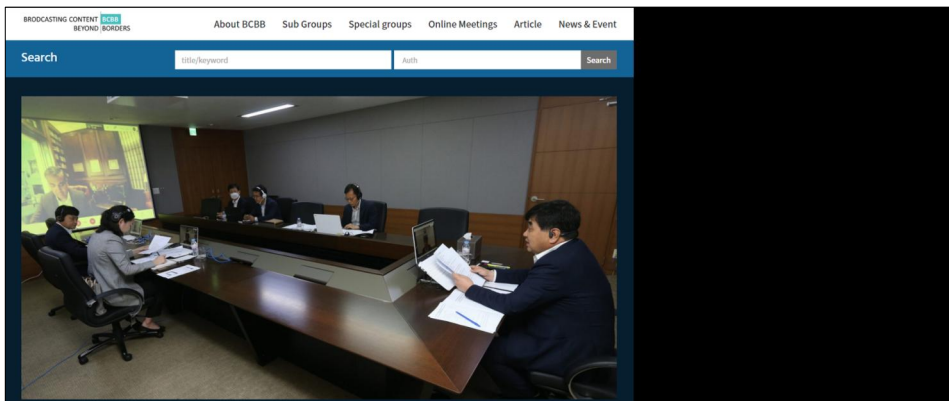 BRODCASTING CONTENT BCBB
BEYOND BORDERS
About BCBB Sub Groups Special groups Online Meetings Article News & Event
Search title/keyword Auth Search